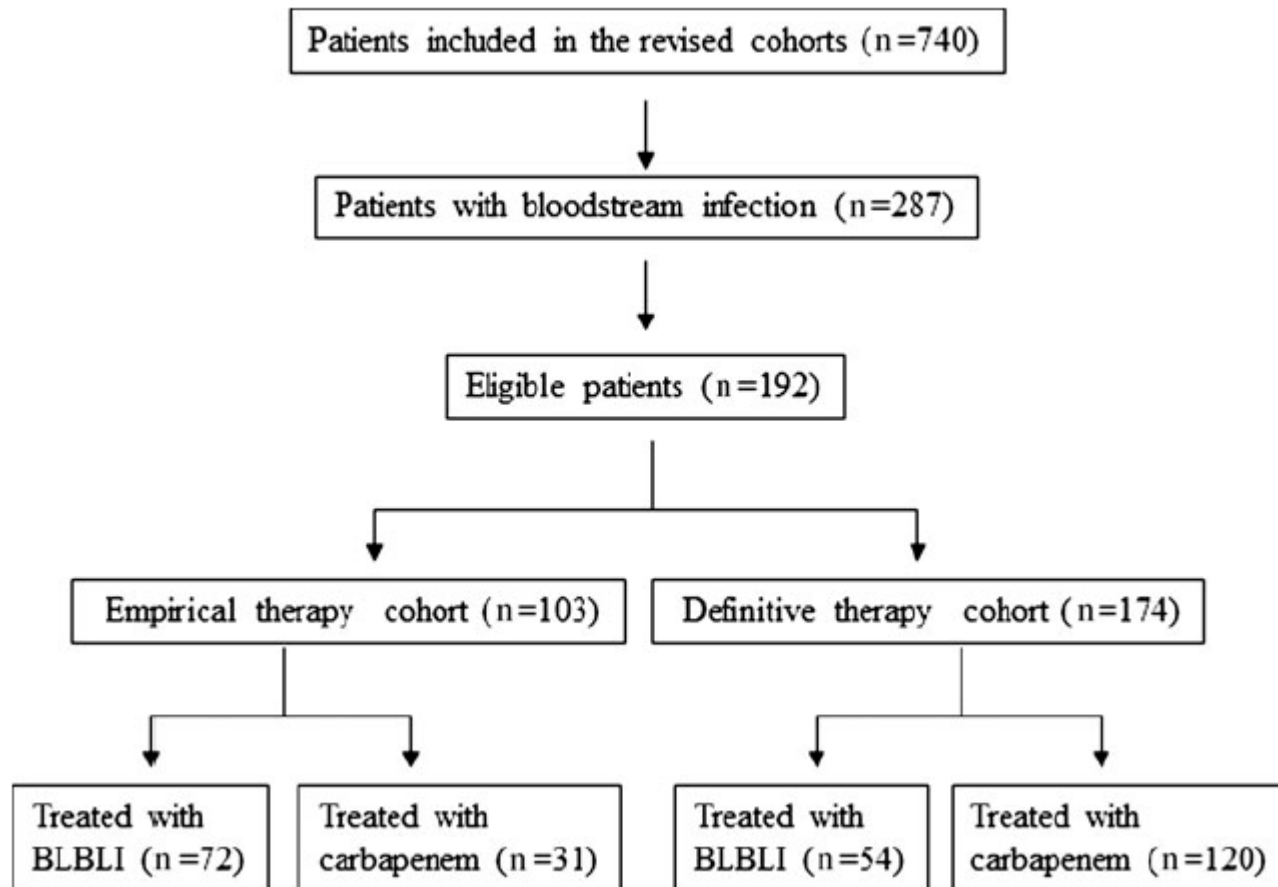 Patients included in the revised cohorts (n=740)
Patients with bloodstream infection (n=287)
Eligible patients (n=192)
Empirical therapy cohort (n=103)
Definitive therapy cohort (n=174)
Treated with
BLBLI (n=72)
Treated with
carbapenem (n=31)
Treated with
BLBLI (n=54)
Treated with
carbapenem (n=120)